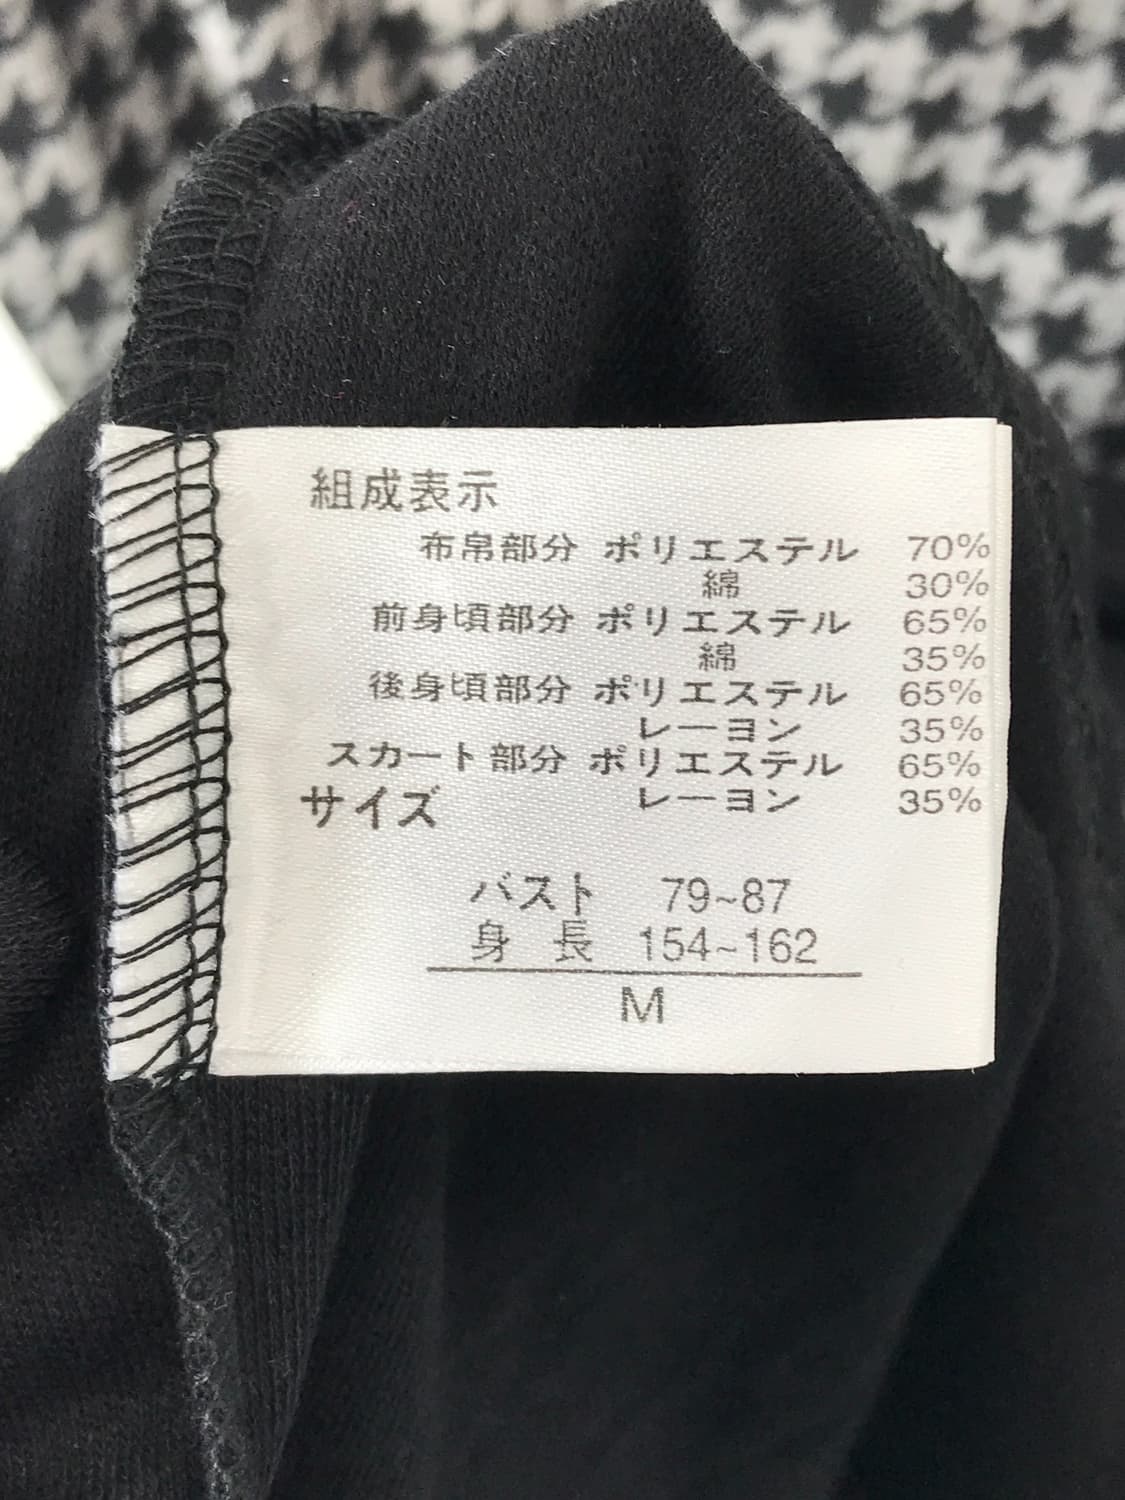 組成表示
布帛部分 ポリエステル 70%
綿 30%
前身頃部分 ポリエステル 65%
綿 35%
後身頃部分 ポリエステル 65%
レーヨン 35%
スカート部分 ポリエステル 65%
レーヨン 35%
サイズ
バスト 79~87
身長 154~162
M